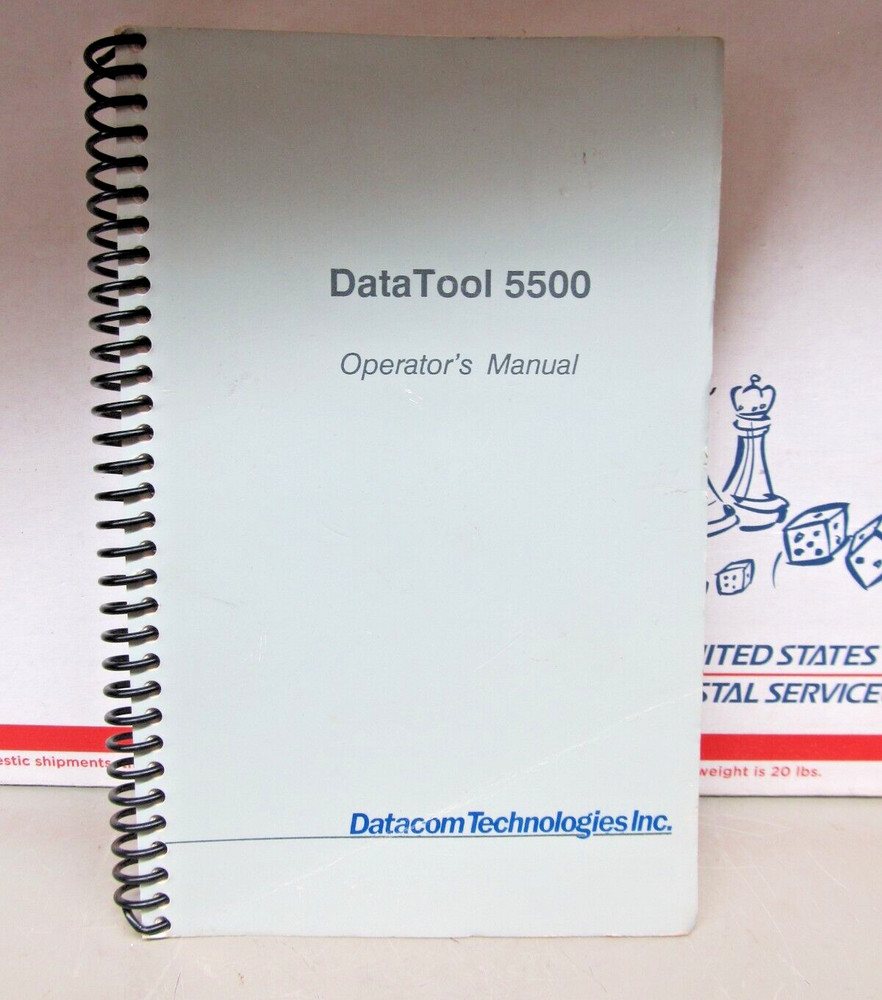 DataTool 5500
Operator's Manual
Datacom Technologies Inc.
ITED STATES
STAL SERVICE
estic shipments
weight is 20 lbs.